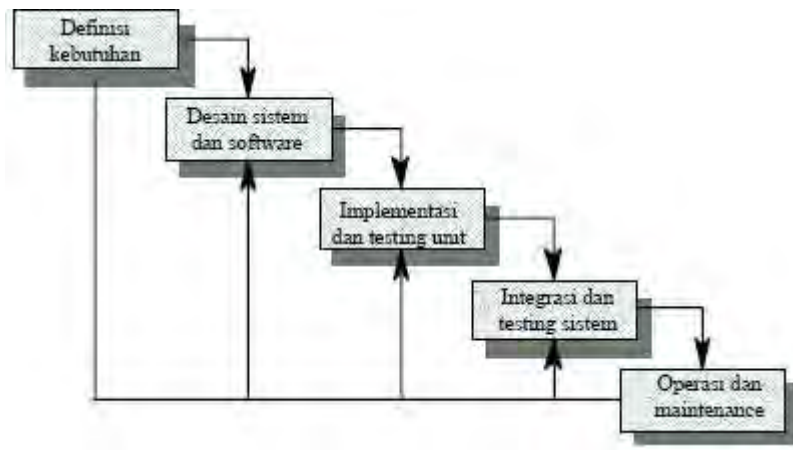 Definisi
kebutuhan
Desain sistem
dan software
Implementasi
dan testing unit
Integrasi dan
testing sistem
Operasi dan
maintenance